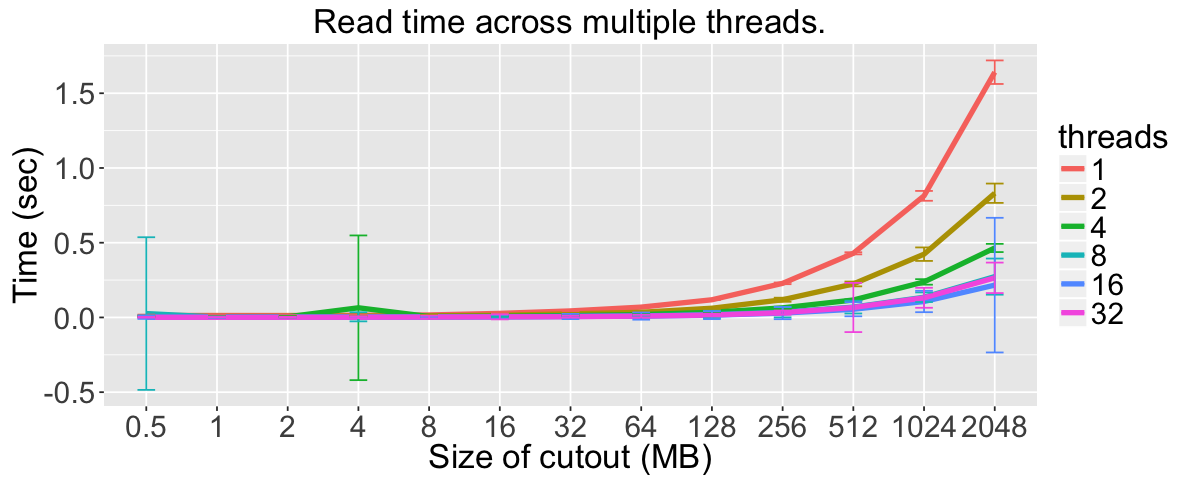 Read time across multiple threads.
Time (sec)
1.5
1.0
0.5
0.0
-0.5
0.5 1 2 4 8 16 32 64 128 256 512 1024 2048
Size of cutout (MB)
threads
1
2
4
8
16
32